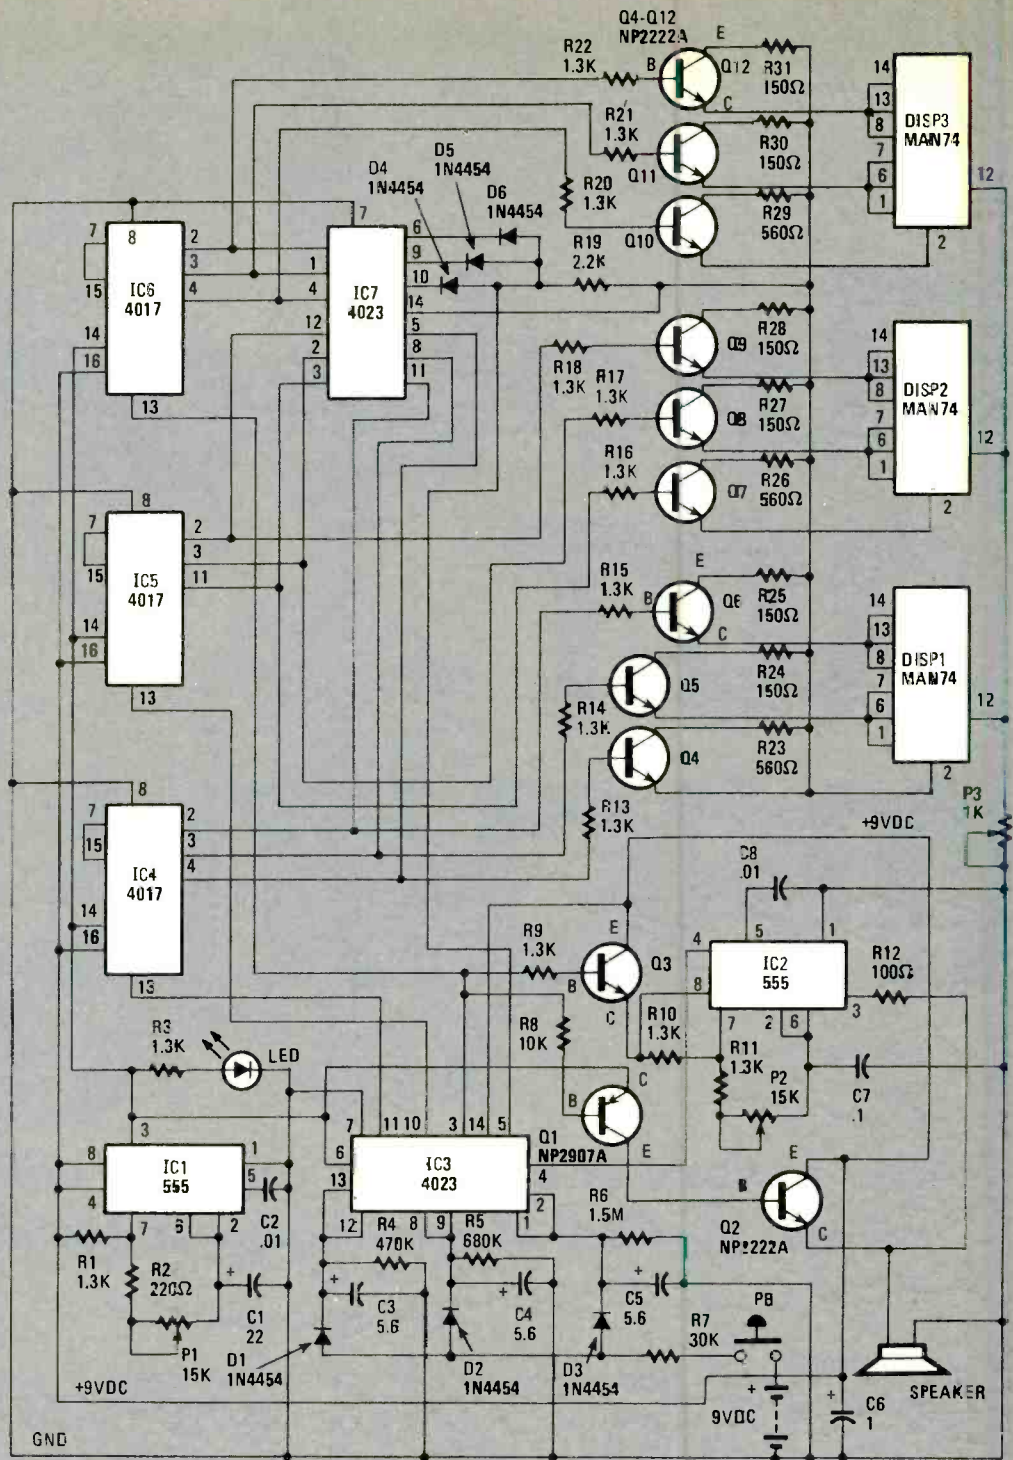 Q4-Q12
NP2222A
E
R22
1.3K
B
Q12
R31
150Ω
C
14
13
8
7
6
1
2
12
DISP3
MAN74
R21
1.3K
Q11
R30
150Ω
R20
1.3K
Q10
R29
560Ω
D4
1N4454
D5
1N4454
D6
1N4454
R19
2.2K
7
8
15
14
16
2
3
4
13
IC6
4017
7
1
4
12
2
3
6
9
10
14
5
8
11
IC7
4023
R18
1.3K
Q9
R28
150Ω
R17
1.3K
Q8
R27
150Ω
R16
1.3K
Q7
R26
560Ω
14
13
8
7
6
1
2
12
DISP2
MAN74
8
7
15
14
16
2
3
11
13
IC5
4017
R15
1.3K
B
E
Q6
C
R25
150Ω
R14
1.3K
Q5
R24
150Ω
Q4
R23
560Ω
R13
1.3K
14
13
8
7
6
1
2
12
DISP1
MAN74
P3
1K
8
7
15
14
16
2
3
4
13
IC4
4017
+9VDC
C8
.01
R9
1.3K
E
B
Q3
C
4
8
5
1
7
2
6
3
IC2
555
R12
100Ω
R10
1.3K
R11
1.3K
P2
15K
C7
.1
R8
10K
C
B
E
Q1
NP2907A
R3
1.3K
LED
3
8
4
1
5
7
6
2
IC1
555
C2
.01
7
11
10
3
14
5
6
13
12
8
9
1
2
4
IC3
4023
R4
470K
R5
680K
R6
1.5M
E
B
C
Q2
NP2222A
R1
1.3K
R2
220Ω
C1
22
+
P1
15K
+
C3
5.6
+
C4
5.6
C5
5.6
+
D1
1N4454
D2
1N4454
D3
1N4454
R7
30K
PB
SPEAKER
+9VDC
+
9VDC
+
C6
1
GND